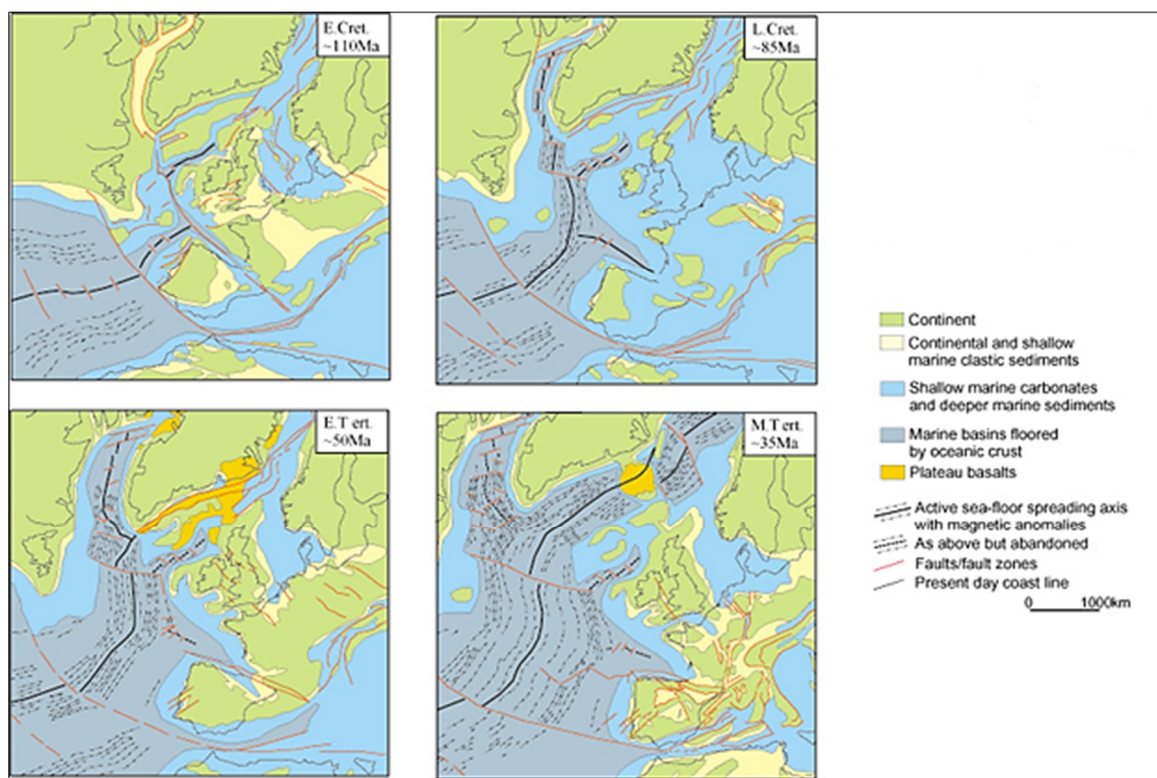 E.Cret.
~110Ma
L.Cret.
~85Ma
E.T ert.
~50Ma
M.T ert.
~35Ma
Continent
Continental and shallow
marine clastic sediments
Shallow marine carbonates
and deeper marine sediments
Marine basins floored
by oceanic crust
Plateau basalts
Active sea-floor spreading axis
with magnetic anomalies
As above but abandoned
Faults/fault zones
Present day coast line
0 1000km